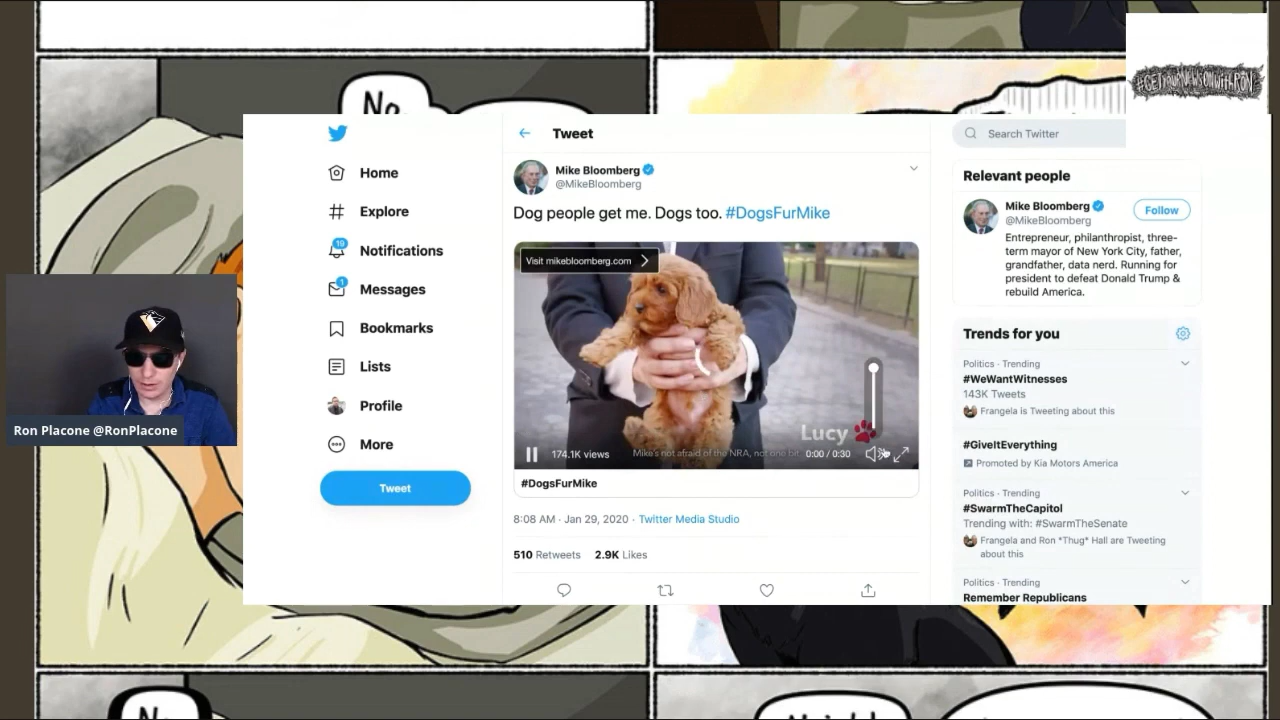 No
#GETYOURNEWSONWITHRON
Tweet
Search Twitter
Home
Explore
19
Notifications
1
Messages
Bookmarks
Lists
Profile
More
Tweet
Mike Bloomberg
@MikeBloomberg
Dog people get me. Dogs too. #DogsFurMike
Visit mikebloomberg.com
Lucy
174.1K views
Mike's not afraid of the NRA, not one bit
0:00 / 0:30
#DogsFurMike
8:08 AM · Jan 29, 2020 · Twitter Media Studio
510 Retweets 2.9K Likes
Relevant people
Mike Bloomberg
@MikeBloomberg
Follow
Entrepreneur, philanthropist, three-
term mayor of New York City, father,
grandfather, data nerd. Running for
president to defeat Donald Trump &
rebuild America.
Trends for you
Politics · Trending
#WeWantWitnesses
143K Tweets
Frangela is Tweeting about this
#GiveItEverything
Promoted by Kia Motors America
Politics · Trending
#SwarmTheCapitol
Trending with: #SwarmTheSenate
Frangela and Ron *Thug* Hall are Tweeting
about this
Politics · Trending
Remember Republicans
Ron Placone @RonPlacone